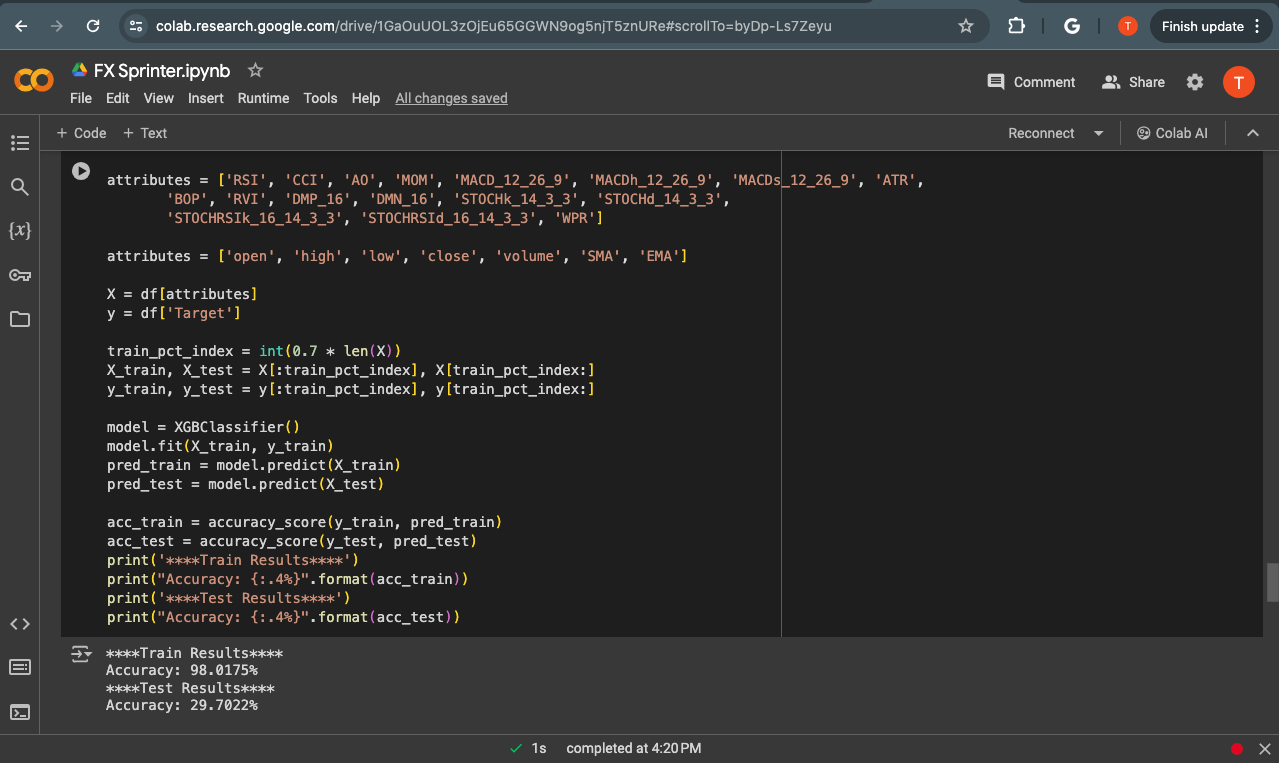 colab.research.google.com/drive/1GaOuUOL3zOjEu65GGWN9og5njT5znURe#scrollTo=byDp-Ls7Zeyu
G
T
Finish update
FX Sprinter.ipynb
File Edit View Insert Runtime Tools Help All changes saved
Comment
Share
T
+ Code + Text
Reconnect
Colab AI
{x}
attributes = ['RSI', 'CCI', 'AO', 'MOM', 'MACD_12_26_9', 'MACDh_12_26_9', 'MACDs_12_26_9', 'ATR',
'BOP', 'RVI', 'DMP_16', 'DMN_16', 'STOCHk_14_3_3', 'STOCHd_14_3_3',
'STOCHRSIk_16_14_3_3', 'STOCHRSId_16_14_3_3', 'WPR']
attributes = ['open', 'high', 'low', 'close', 'volume', 'SMA', 'EMA']
X = df[attributes]
y = df['Target']
train_pct_index = int(0.7 * len(X))
X_train, X_test = X[:train_pct_index], X[train_pct_index:]
y_train, y_test = y[:train_pct_index], y[train_pct_index:]
model = XGBClassifier()
model.fit(X_train, y_train)
pred_train = model.predict(X_train)
pred_test = model.predict(X_test)
acc_train = accuracy_score(y_train, pred_train)
acc_test = accuracy_score(y_test, pred_test)
print('****Train Results****')
print("Accuracy: {:.4%}".format(acc_train))
print('****Test Results****')
print("Accuracy: {:.4%}".format(acc_test))
****Train Results****
Accuracy: 98.0175%
****Test Results****
Accuracy: 29.7022%
1s completed at 4:20 PM